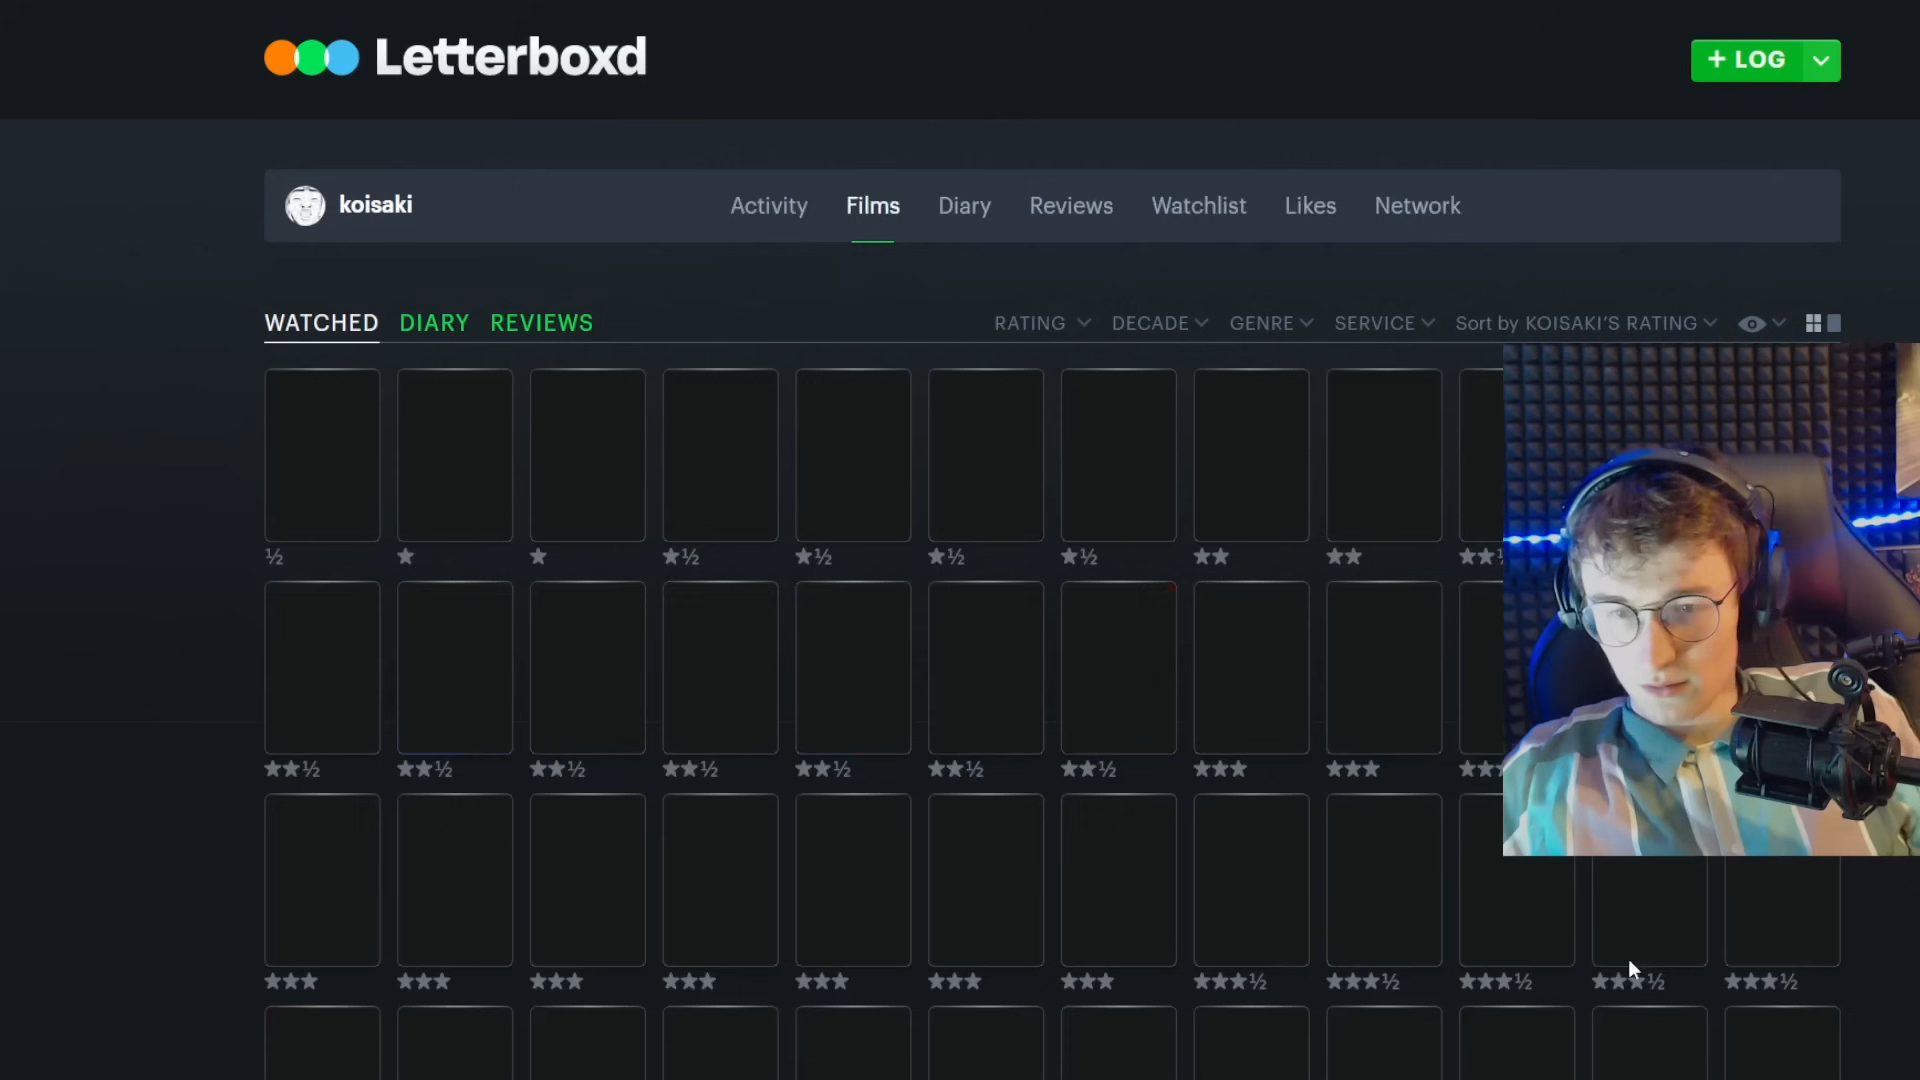 Letterboxd
+ LOG
koisaki Activity Films Diary Reviews Watchlist Likes Network
WATCHED DIARY REVIEWS RATING DECADE GENRE SERVICE Sort by KOISAKI'S RATING
½ ★ ★ ★½ ★½ ★½ ★½ ★★ ★★ ★★½
★★½ ★★½ ★★½ ★★½ ★★½ ★★½ ★★½ ★★★ ★★★ ★★
★★★ ★★★ ★★★ ★★★ ★★★ ★★★ ★★★ ★★★½ ★★★½ ★★★½ ★★★½ ★★★½